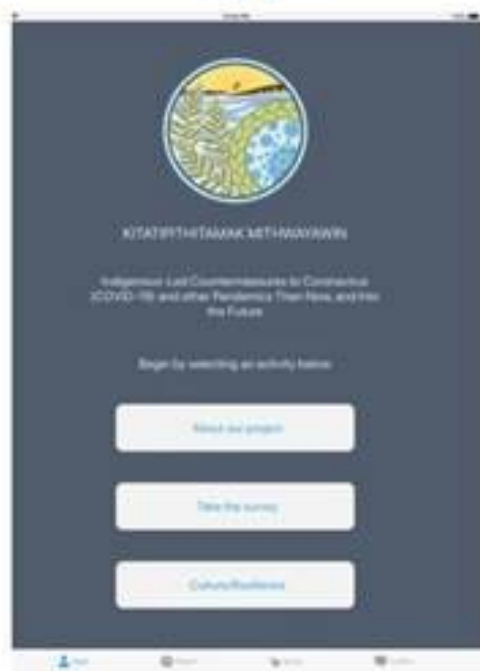 KITATIPITHITAMAK MITHWAYAWIN
Indigenous-Led Countermeasures to Coronavirus
(COVID-19) and other Pandemics Then, Now, and Into
the Future
Begin by selecting an activity below:
About our project
Take the survey
Culture/Resilience